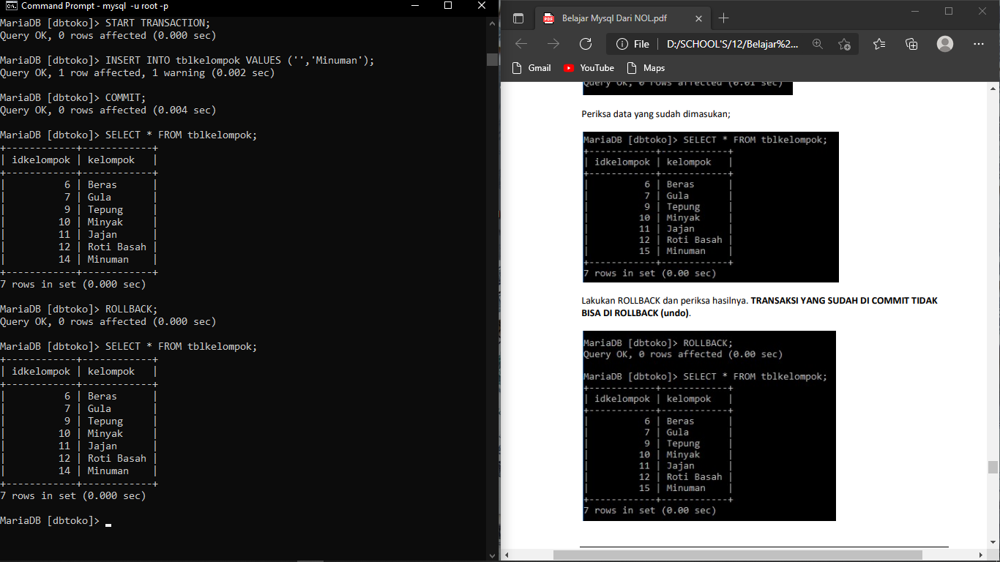 Command Prompt - mysql -u root -p
MariaDB [dbtoko]> START TRANSACTION;
Query OK, 0 rows affected (0.000 sec)
MariaDB [dbtoko]> INSERT INTO tblkelompok VALUES ('','Minuman');
Query OK, 1 row affected, 1 warning (0.002 sec)
MariaDB [dbtoko]> COMMIT;
Query OK, 0 rows affected (0.004 sec)
MariaDB [dbtoko]> SELECT * FROM tblkelompok;
+------------+------------+
| idkelompok | kelompok   |
+------------+------------+
|          6 | Beras      |
|          7 | Gula       |
|          9 | Tepung     |
|         10 | Minyak     |
|         11 | Jajan      |
|         12 | Roti Basah |
|         14 | Minuman    |
+------------+------------+
7 rows in set (0.000 sec)
MariaDB [dbtoko]> ROLLBACK;
Query OK, 0 rows affected (0.000 sec)
MariaDB [dbtoko]> SELECT * FROM tblkelompok;
+------------+------------+
| idkelompok | kelompok   |
+------------+------------+
|          6 | Beras      |
|          7 | Gula       |
|          9 | Tepung     |
|         10 | Minyak     |
|         11 | Jajan      |
|         12 | Roti Basah |
|         14 | Minuman    |
+------------+------------+
7 rows in set (0.000 sec)
MariaDB [dbtoko]>
PDF Belajar Mysql Dari NOL.pdf
File D:/SCHOOL'S/12/Belajar%2...
Gmail YouTube Maps
Query OK, 0 rows affected (0.01 sec)
Periksa data yang sudah dimasukan;
MariaDB [dbtoko]> SELECT * FROM tblkelompok;
+------------+------------+
| idkelompok | kelompok   |
+------------+------------+
|          6 | Beras      |
|          7 | Gula       |
|          9 | Tepung     |
|         10 | Minyak     |
|         11 | Jajan      |
|         12 | Roti Basah |
|         15 | Minuman    |
+------------+------------+
7 rows in set (0.00 sec)
Lakukan ROLLBACK dan periksa hasilnya. TRANSAKSI YANG SUDAH DI COMMIT TIDAK
BISA DI ROLLBACK (undo).
MariaDB [dbtoko]> ROLLBACK;
Query OK, 0 rows affected (0.00 sec)
MariaDB [dbtoko]> SELECT * FROM tblkelompok;
+------------+------------+
| idkelompok | kelompok   |
+------------+------------+
|          6 | Beras      |
|          7 | Gula       |
|          9 | Tepung     |
|         10 | Minyak     |
|         11 | Jajan      |
|         12 | Roti Basah |
|         15 | Minuman    |
+------------+------------+
7 rows in set (0.00 sec)